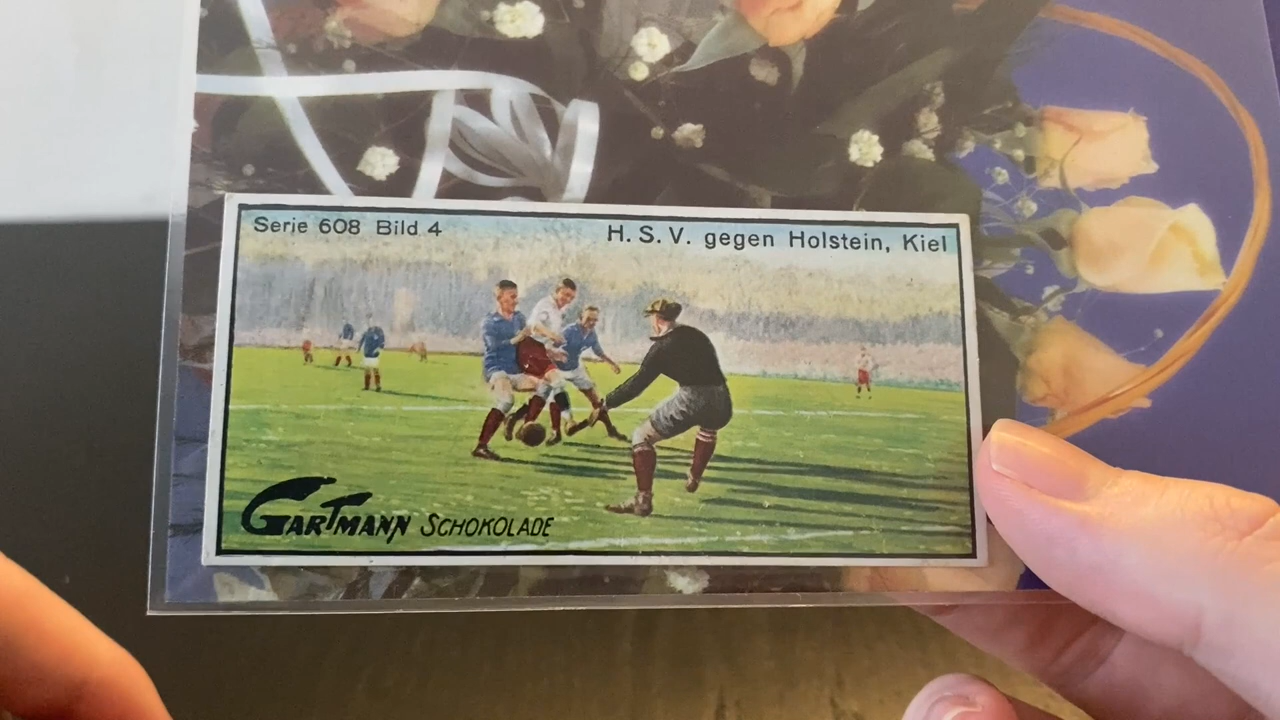 Serie 608 Bild 4
H. S. V. gegen Holstein, Kiel
GARTMANN SCHOKOLADE